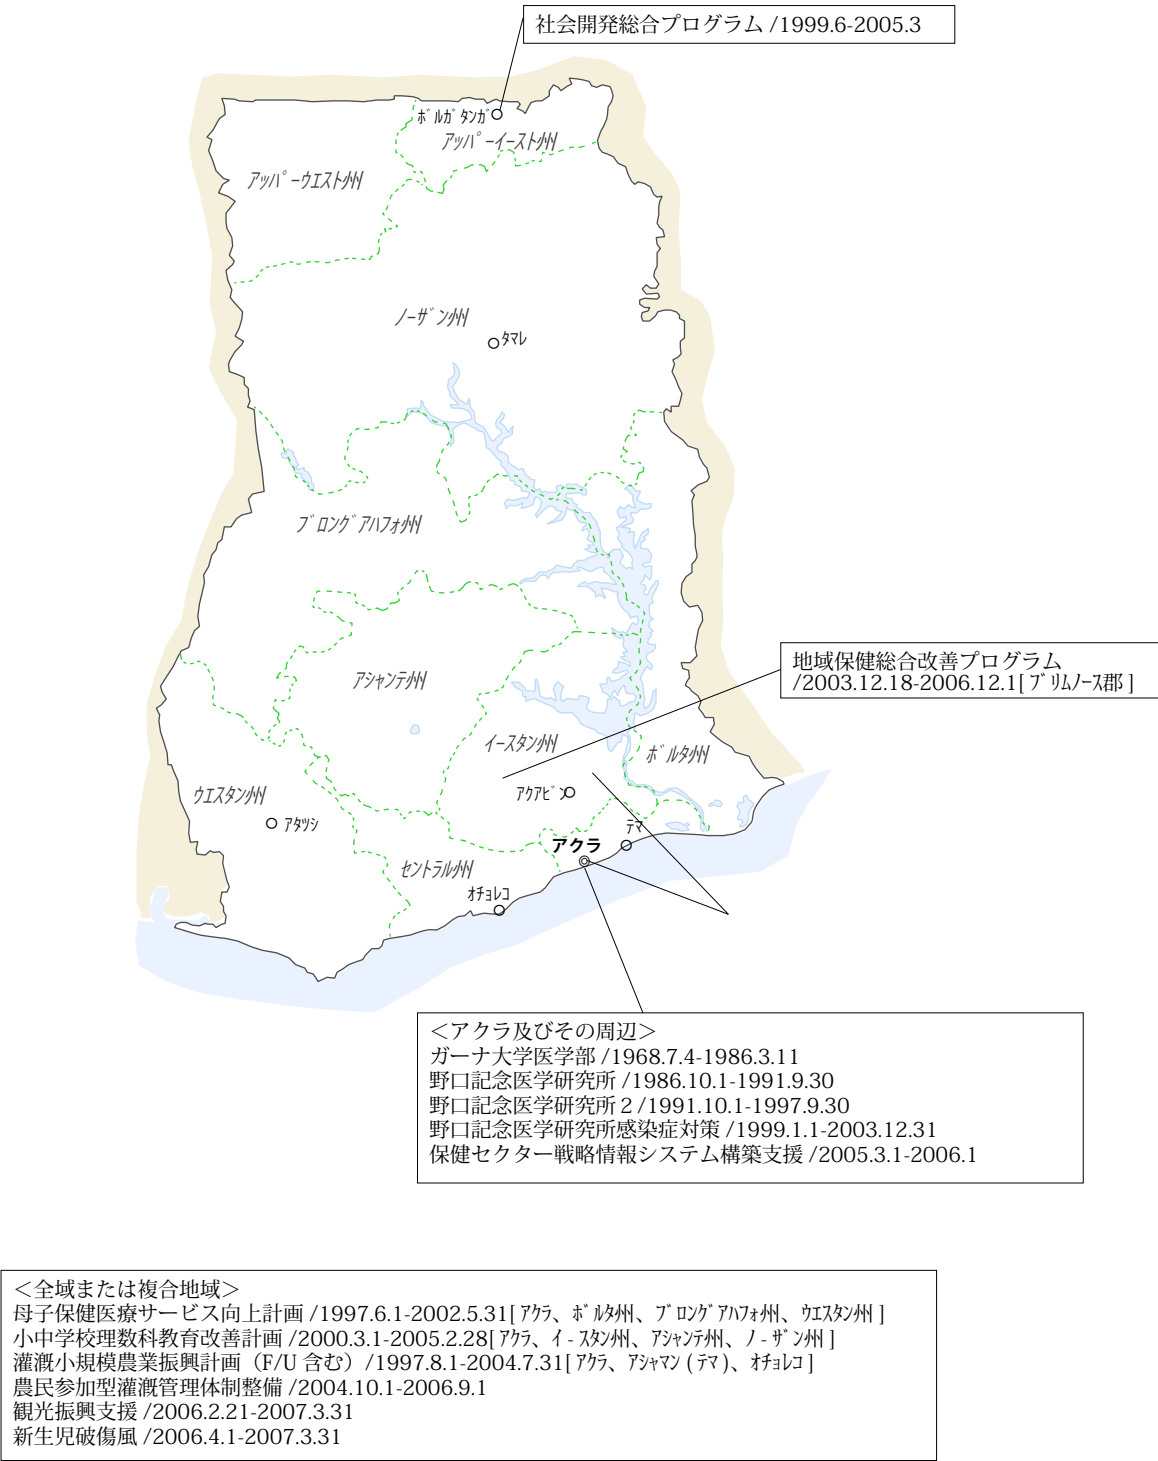 社会開発総合プログラム /1999.6-2005.3
ﾎﾞﾙｶﾞﾀﾝｶﾞ
ｱｯﾊﾟｰｲｰｽﾄ州
ｱｯﾊﾟｰｳｴｽﾄ州
ﾉｰｻﾞﾝ州
ﾀﾏﾚ
ﾌﾞﾛﾝｸﾞｱﾊﾌｫ州
地域保健総合改善プログラム
/2003.12.18-2006.12.1[ﾌﾞﾘﾑﾉｰｽ郡]
ｱｼｬﾝﾃ州
ｲｰｽﾀﾝ州
ﾎﾞﾙﾀ州
ｳｴｽﾀﾝ州
ｱｸｱﾋﾞﾝ
ｱﾀﾂｼ
ﾃﾏ
アクラ
ｾﾝﾄﾗﾙ州
ｵﾁｮﾚｺ
＜アクラ及びその周辺＞
ガーナ大学医学部 /1968.7.4-1986.3.11
野口記念医学研究所 /1986.10.1-1991.9.30
野口記念医学研究所２/1991.10.1-1997.9.30
野口記念医学研究所感染症対策 /1999.1.1-2003.12.31
保健セクター戦略情報システム構築支援 /2005.3.1-2006.1
＜全域または複合地域＞
母子保健医療サービス向上計画 /1997.6.1-2002.5.31[ｱｸﾗ、ﾎﾞﾙﾀ州、ﾌﾞﾛﾝｸﾞｱﾊﾌｫ州、ｳｴｽﾀﾝ州]
小中学校理数科教育改善計画 /2000.3.1-2005.2.28[ｱｸﾗ、ｲ-ｽﾀﾝ州、ｱｼｬﾝﾃ州、ﾉ-ｻﾞﾝ州]
灌漑小規模農業振興計画（F/U 含む）/1997.8.1-2004.7.31[ｱｸﾗ、ｱｼｬﾏﾝ(ﾃﾏ)、ｵﾁｮﾚｺ]
農民参加型灌漑管理体制整備 /2004.10.1-2006.9.1
観光振興支援 /2006.2.21-2007.3.31
新生児破傷風 /2006.4.1-2007.3.31